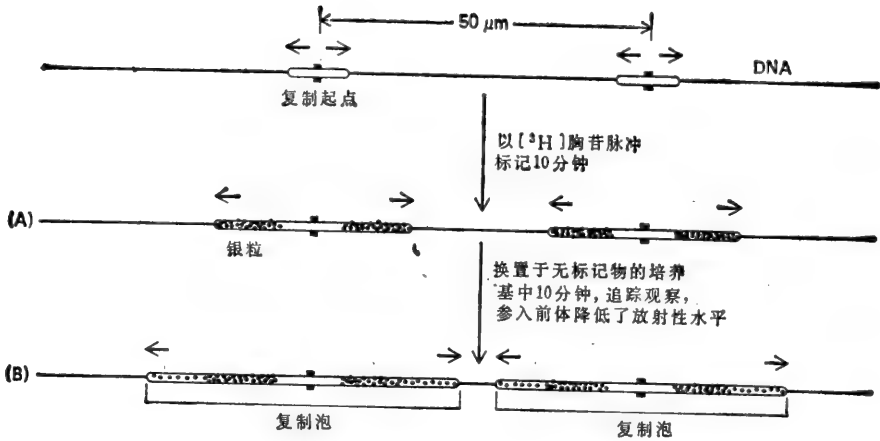 50 μm
DNA
复制起点
以[³H]胸苷脉冲
标记10分钟
(A)
银粒
换置于无标记物的培养
基中10分钟，追踪观察，
参入前体降低了放射性水平
(B)
复制泡
复制泡